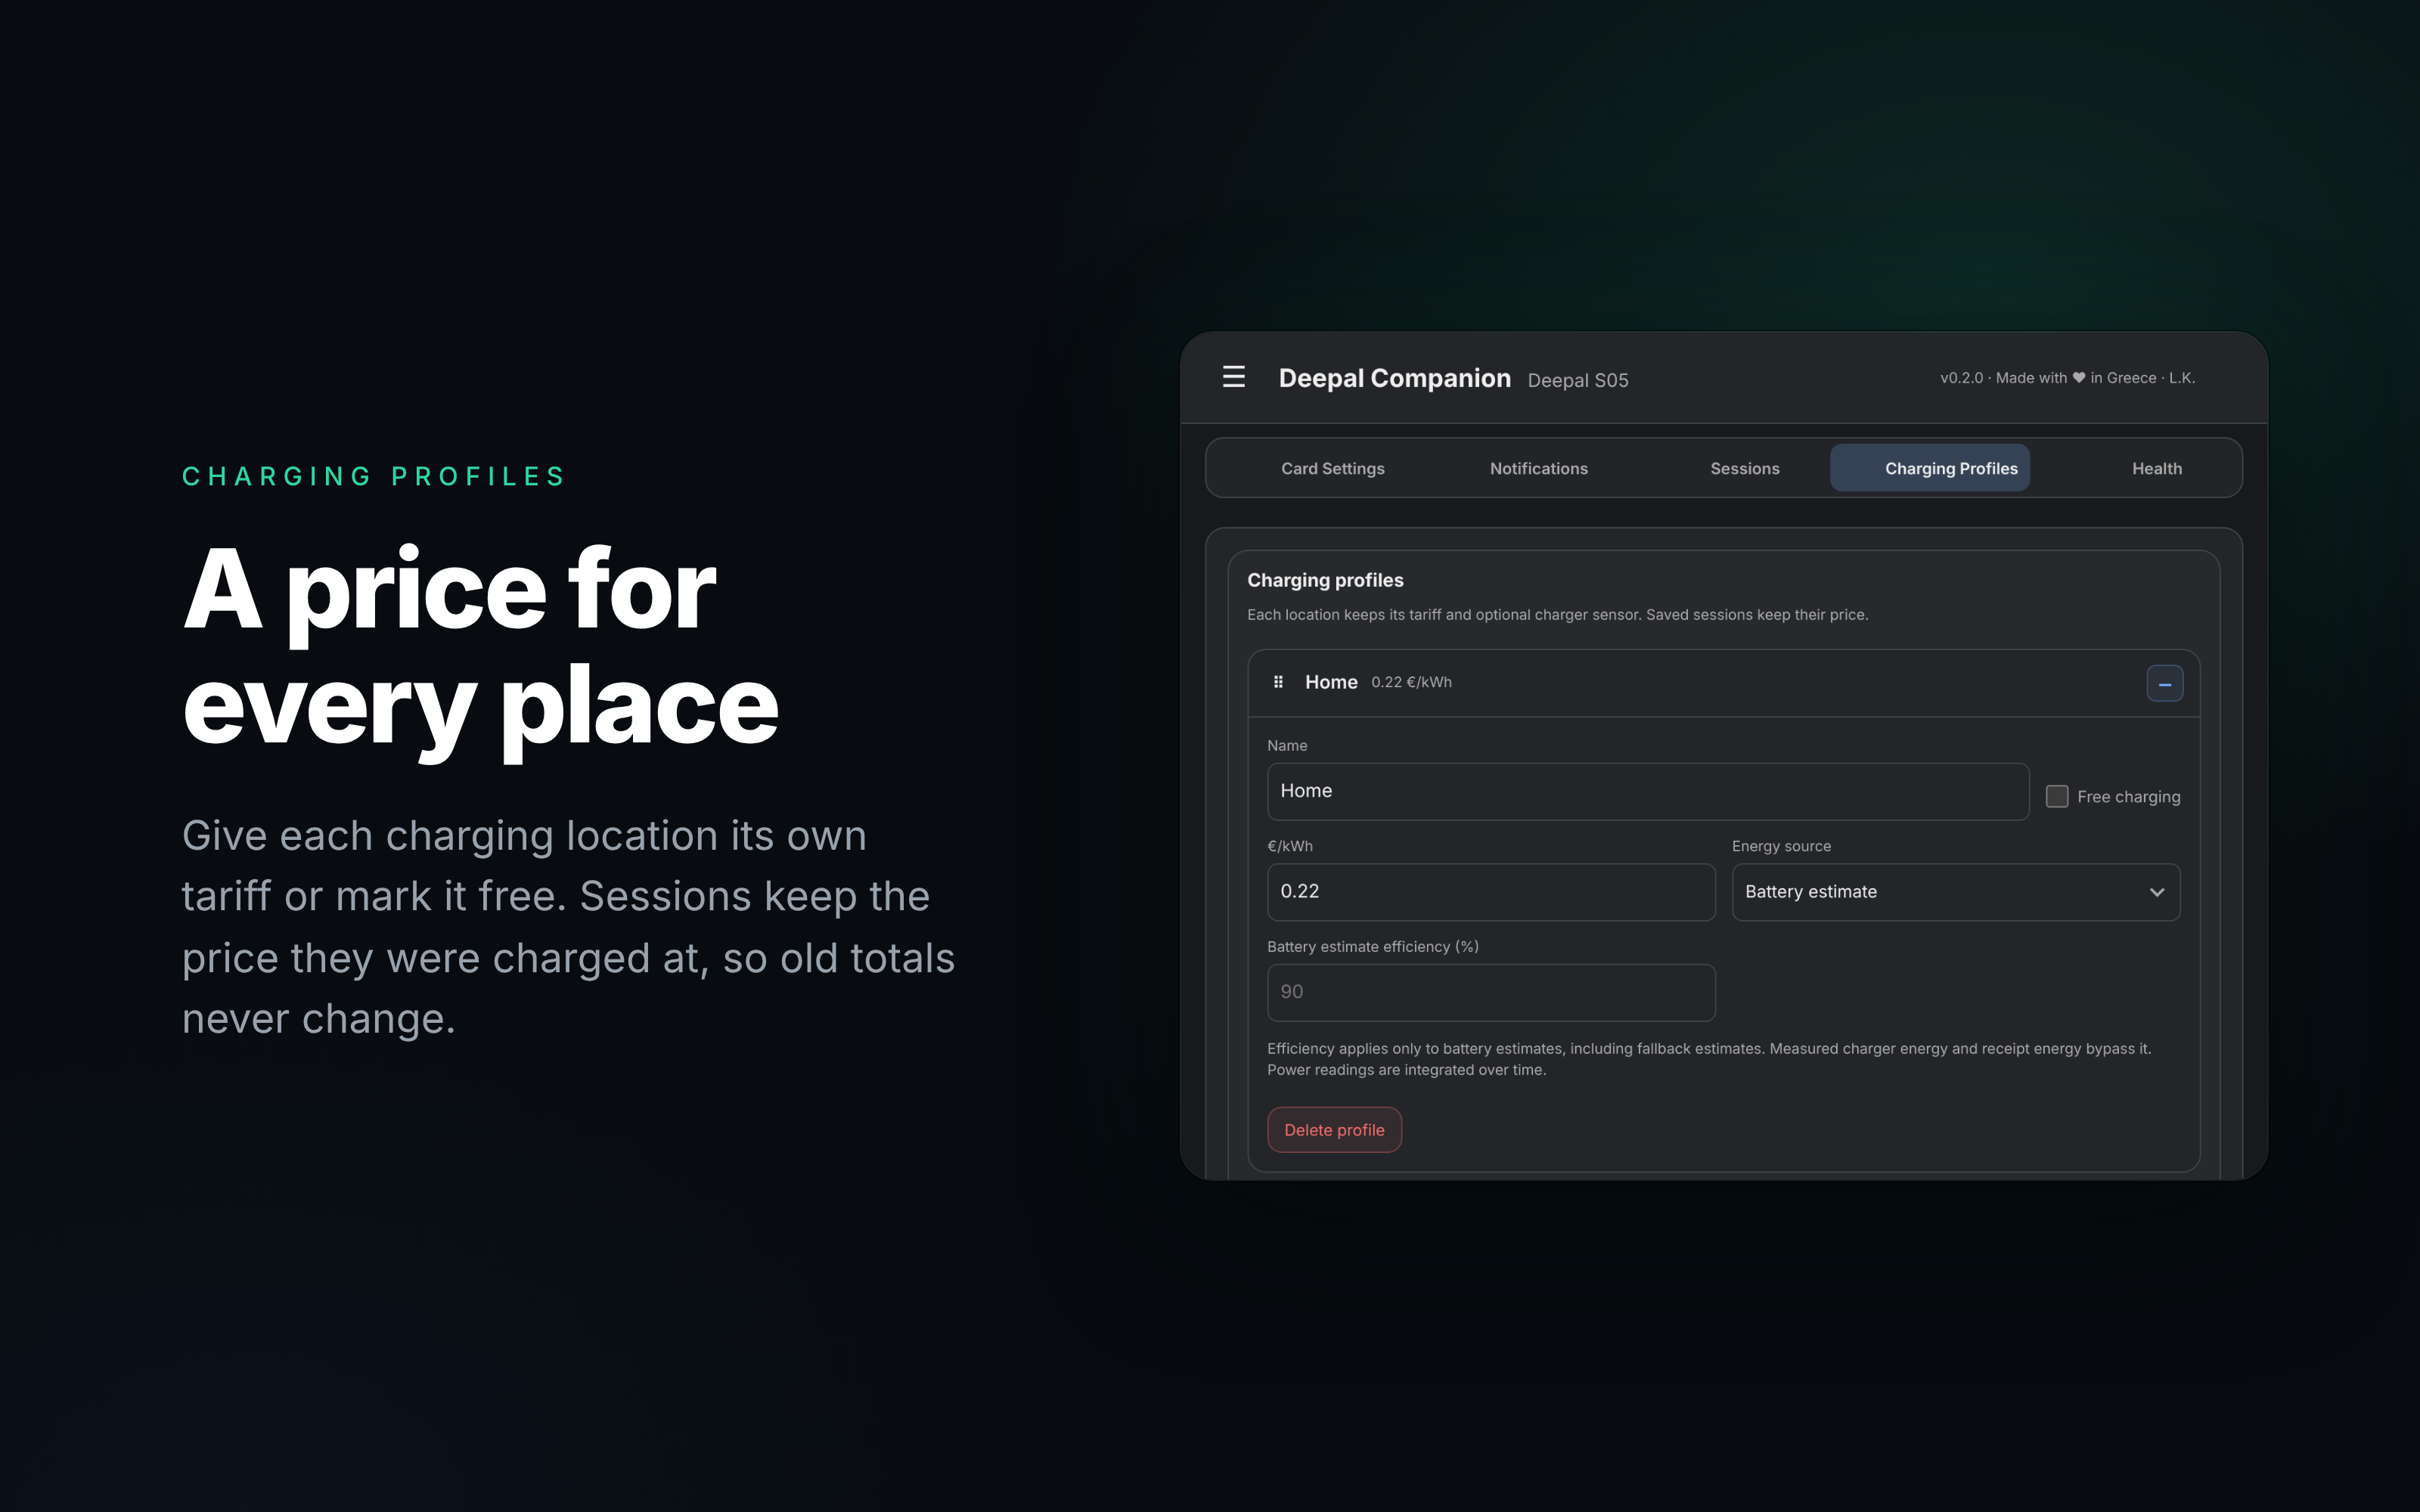 CHARGING PROFILES
A price for
every place
Give each charging location its own
tariff or mark it free. Sessions keep the
price they were charged at, so old totals
never change.
Deepal Companion Deepal S05
v0.2.0 · Made with ♥ in Greece · L.K.
Card Settings Notifications Sessions Charging Profiles Health
Charging profiles
Each location keeps its tariff and optional charger sensor. Saved sessions keep their price.
Home 0.22 €/kWh
Name
Home
Free charging
€/kWh Energy source
0.22 Battery estimate
Battery estimate efficiency (%)
90
Efficiency applies only to battery estimates, including fallback estimates. Measured charger energy and receipt energy bypass it.
Power readings are integrated over time.
Delete profile